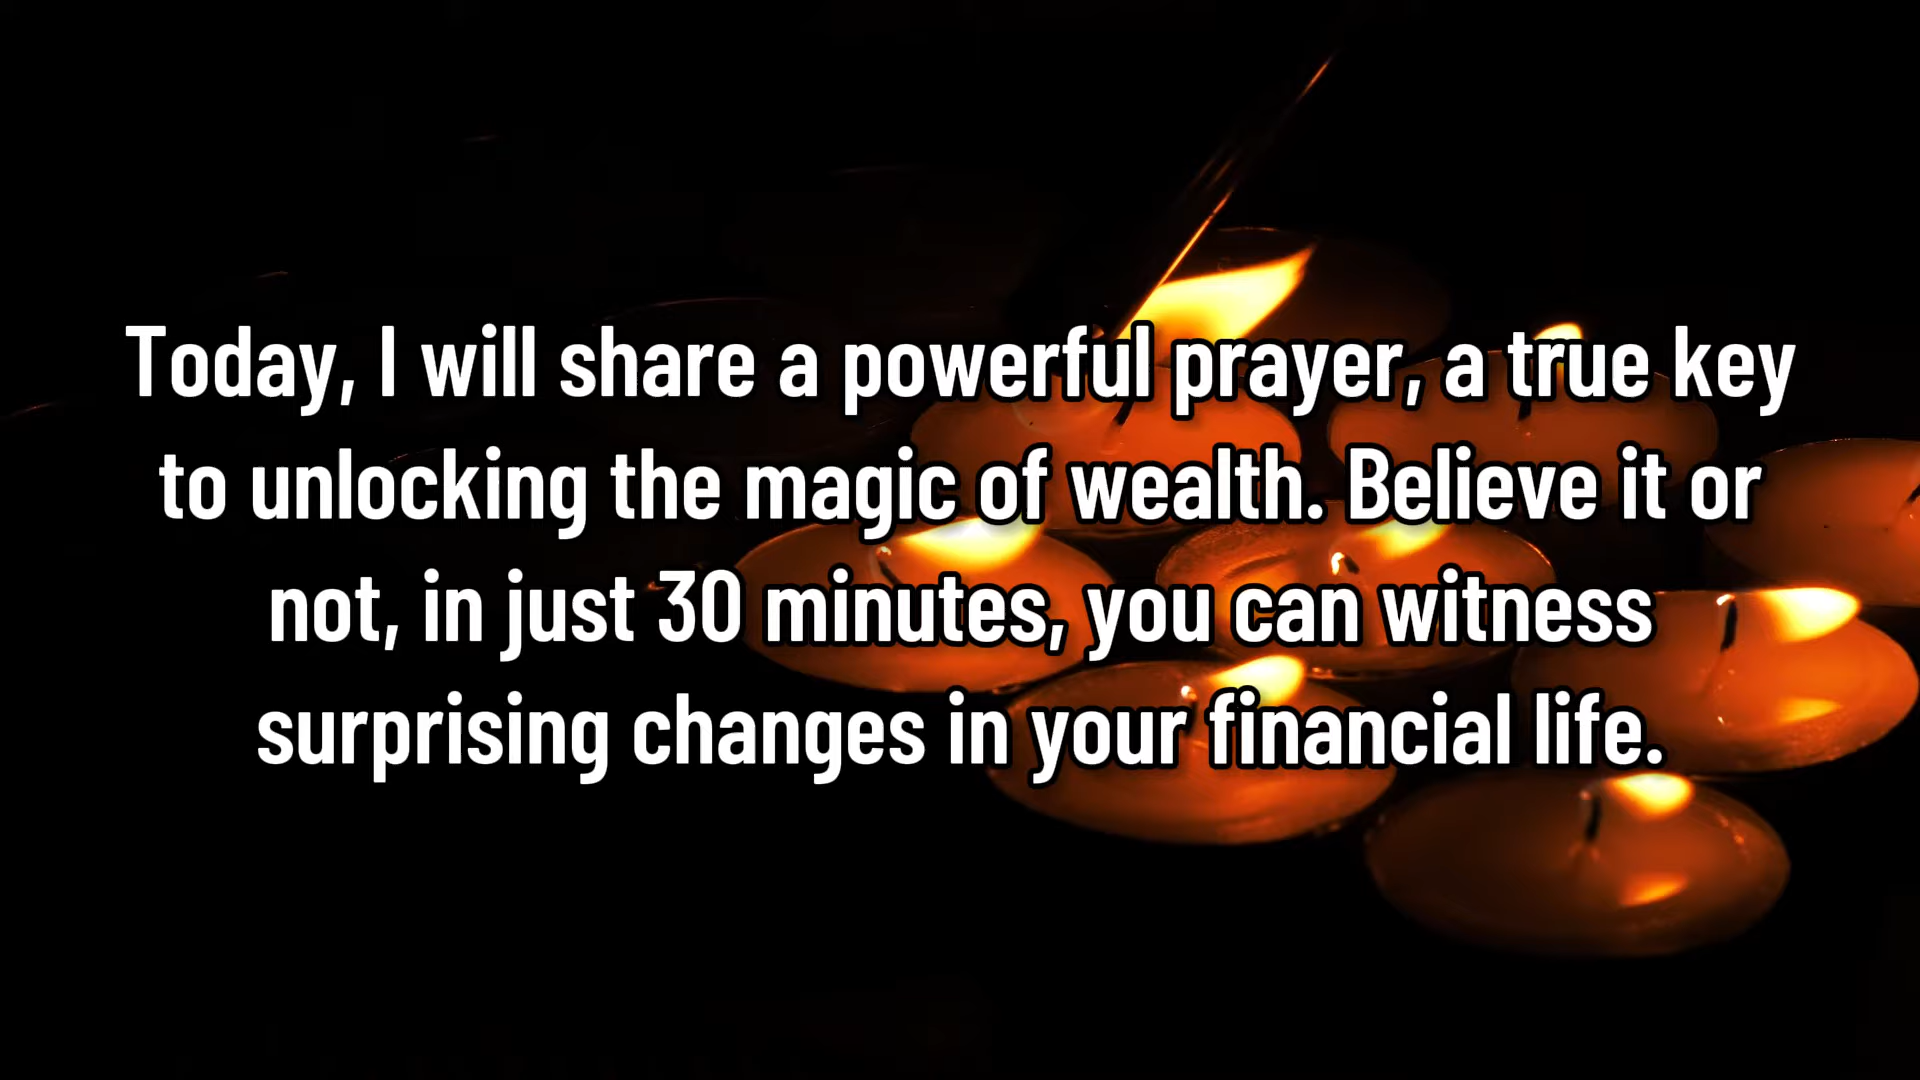 Today, I will share a powerful prayer, a true key
to unlocking the magic of wealth. Believe it or
not, in just 30 minutes, you can witness
surprising changes in your financial life.